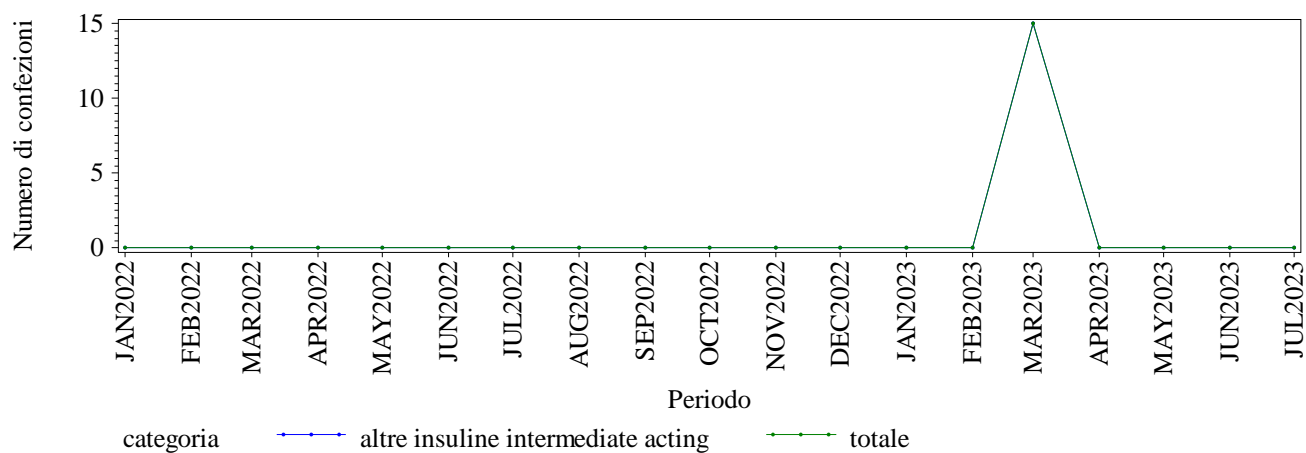 Numero di confezioni
15
10
5
0
JAN2022
FEB2022
MAR2022
APR2022
MAY2022
JUN2022
JUL2022
AUG2022
SEP2022
OCT2022
NOV2022
DEC2022
JAN2023
FEB2023
MAR2023
APR2023
MAY2023
JUN2023
JUL2023
Periodo
categoria altre insuline intermediate acting totale